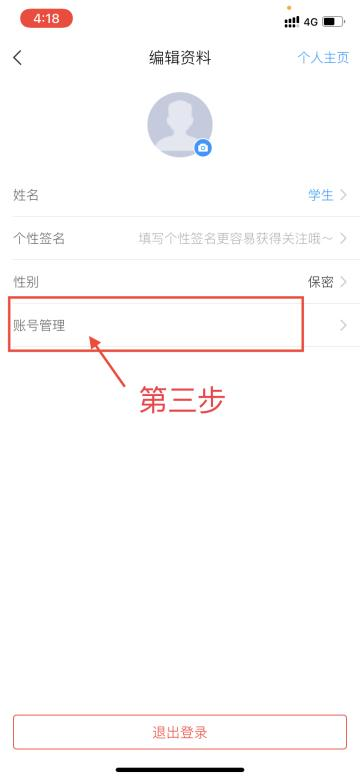 4:18
4G
编辑资料
个人主页
姓名
学生
个性签名
填写个性签名更容易获得关注哦～
性别
保密
账号管理
第三步
退出登录